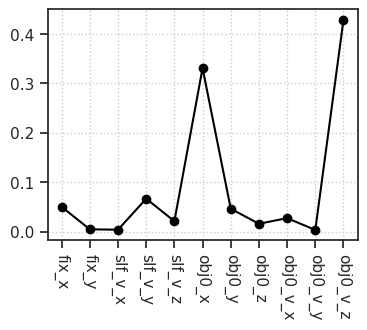 0.4
0.3
0.2
0.1
0.0
fix_x
fix_y
slf_v_x
slf_v_y
slf_v_z
obj0_x
obj0_y
obj0_z
obj0_v_x
obj0_v_y
obj0_v_z